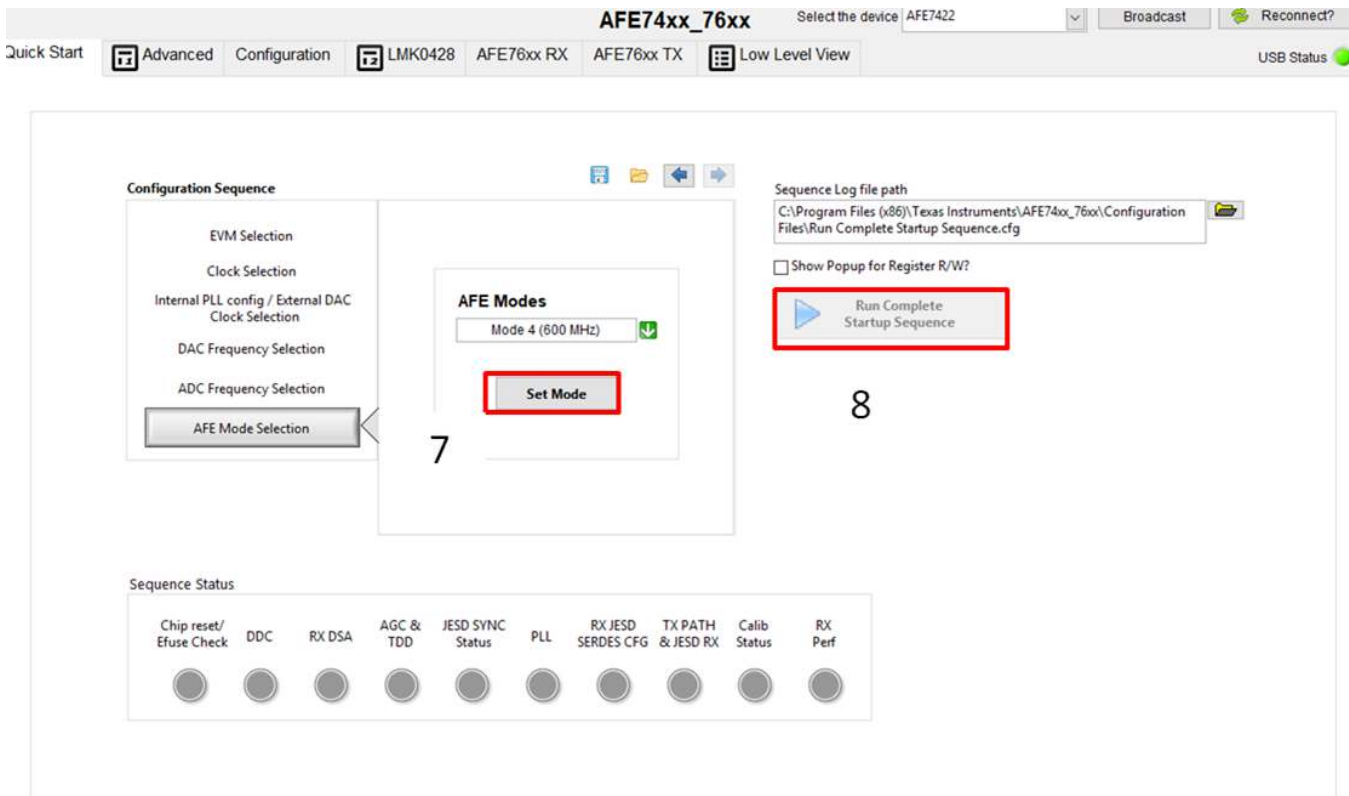 AFE74xx_76xx
Select the device AFE7422
Broadcast
Reconnect?
Quick Start
Advanced
Configuration
LMK0428
AFE76xx RX
AFE76xx TX
Low Level View
USB Status
Configuration Sequence
EVM Selection
Clock Selection
Internal PLL config / External DAC
Clock Selection
DAC Frequency Selection
ADC Frequency Selection
AFE Mode Selection
AFE Modes
Mode 4 (600 MHz)
Set Mode
7
Sequence Log file path
C:\Program Files (x86)\Texas Instruments\AFE74xx_76xx\Configuration
Files\Run Complete Startup Sequence.cfg
Show Popup for Register R/W?
Run Complete
Startup Sequence
8
Sequence Status
Chip reset/
Efuse Check
DDC
RX DSA
AGC &
TDD
JESD SYNC
Status
PLL
RX JESD
SERDES CFG
TX PATH
& JESD RX
Calib
Status
RX
Perf